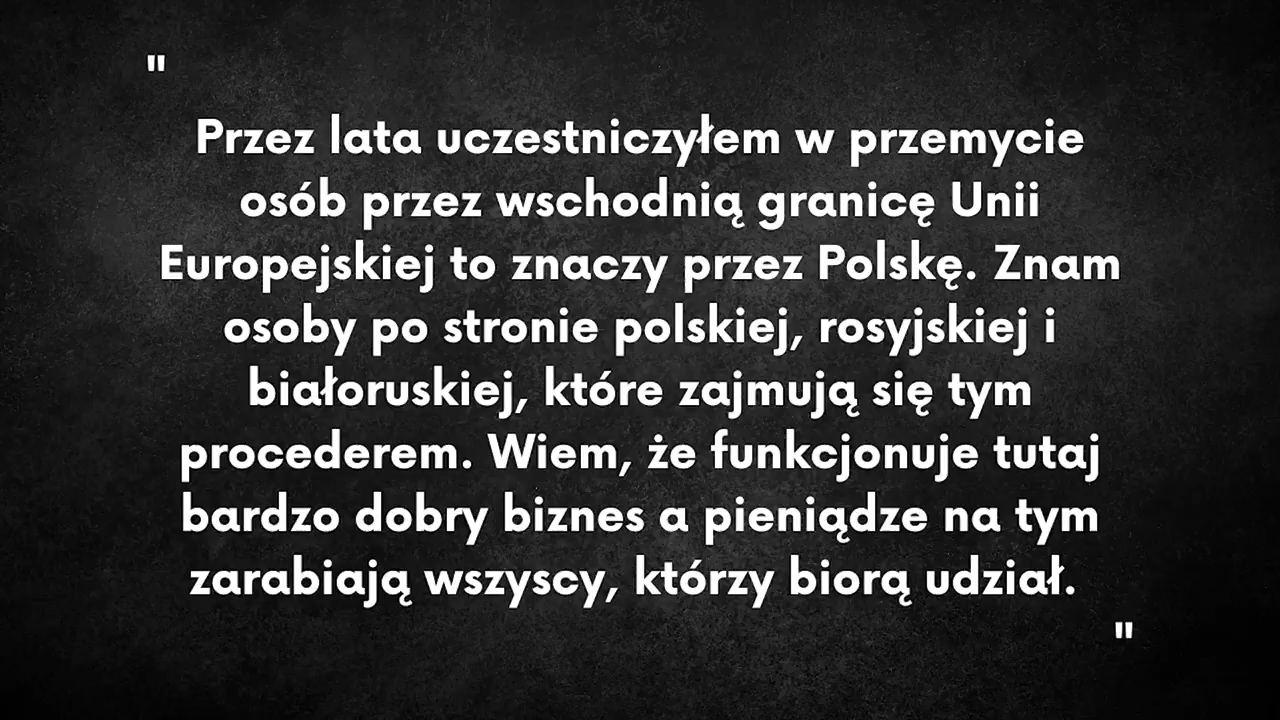 "
Przez lata uczestniczyłem w przemycie
osób przez wschodnią granicę Unii
Europejskiej to znaczy przez Polskę. Znam
osoby po stronie polskiej, rosyjskiej i
białoruskiej, które zajmują się tym
procederem. Wiem, że funkcjonuje tutaj
bardzo dobry biznes a pieniądze na tym
zarabiają wszyscy, którzy biorą udział.
"